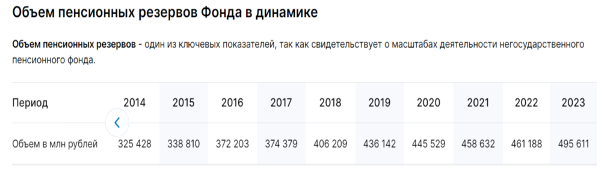 Объем пенсионных резервов Фонда в динамике
Объем пенсионных резервов - один из ключевых показателей, так как свидетельствует о масштабах деятельности негосударственного
пенсионного фонда.
Период 2014 2015 2016 2017 2018 2019 2020 2021 2022 2023
Объем в млн рублей 325 428 338 810 372 203 374 379 406 209 436 142 445 529 458 632 461 188 495 611